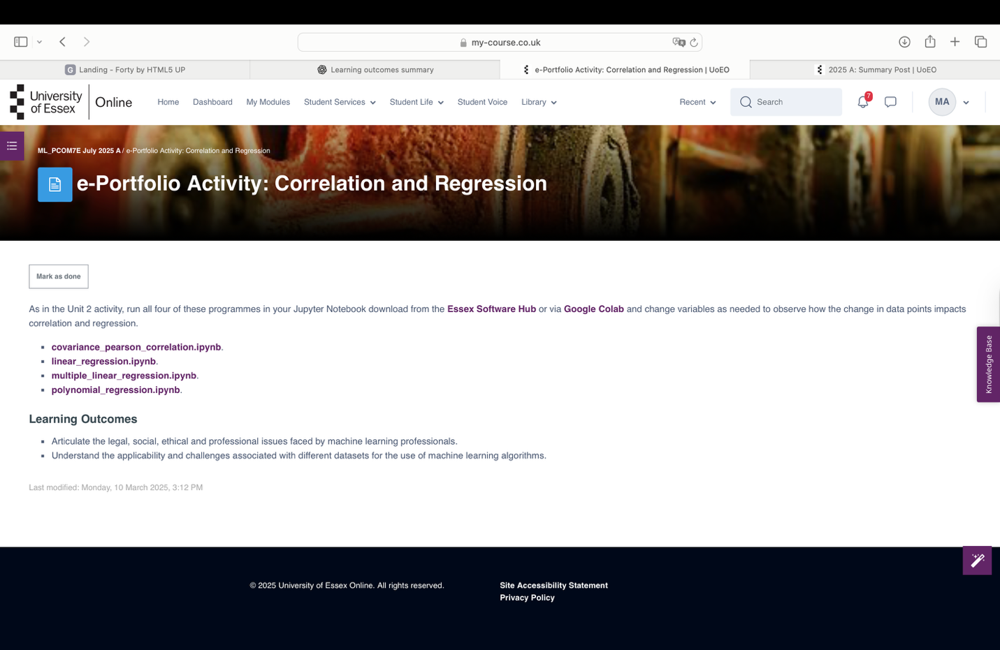 my-course.co.uk
G Landing - Forty by HTML5 UP
Learning outcomes summary
e-Portfolio Activity: Correlation and Regression | UoEO
2025 A: Summary Post | UoEO
University of Essex Online
Home Dashboard My Modules Student Services Student Life Student Voice Library Recent Search 7 MA
ML_PCOM7E July 2025 A / e-Portfolio Activity: Correlation and Regression
e-Portfolio Activity: Correlation and Regression
Mark as done
As in the Unit 2 activity, run all four of these programmes in your Jupyter Notebook download from the Essex Software Hub or via Google Colab and change variables as needed to observe how the change in data points impacts
correlation and regression.
covariance_pearson_correlation.ipynb.
linear_regression.ipynb.
multiple_linear_regression.ipynb.
polynomial_regression.ipynb.
Knowledge Base
Learning Outcomes
Articulate the legal, social, ethical and professional issues faced by machine learning professionals.
Understand the applicability and challenges associated with different datasets for the use of machine learning algorithms.
Last modified: Monday, 10 March 2025, 3:12 PM
© 2025 University of Essex Online. All rights reserved.
Site Accessibility Statement
Privacy Policy